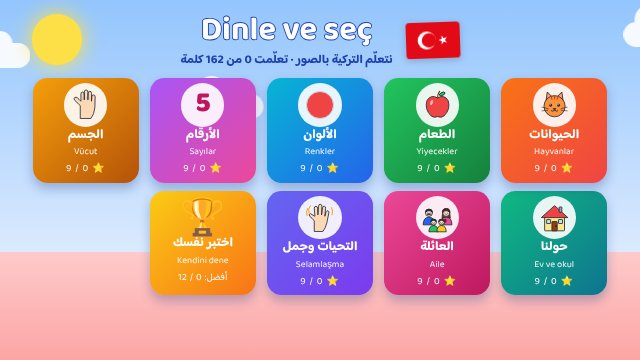 Dinle ve seç
نتعلّم التركية بالصور · تعلّمت 0 من 162 كلمة
الحيوانات
Hayvanlar
⭐ 0 / 9
الطعام
Yiyecekler
⭐ 0 / 9
الألوان
Renkler
⭐ 0 / 9
5
الأرقام
Sayılar
⭐ 0 / 9
الجسم
Vücut
⭐ 0 / 9
حولنا
Ev ve okul
⭐ 0 / 9
العائلة
Aile
⭐ 0 / 9
التحيات وجمل
Selamlaşma
⭐ 0 / 9
اختبر نفسك
Kendini dene
أفضل: 0 / 12